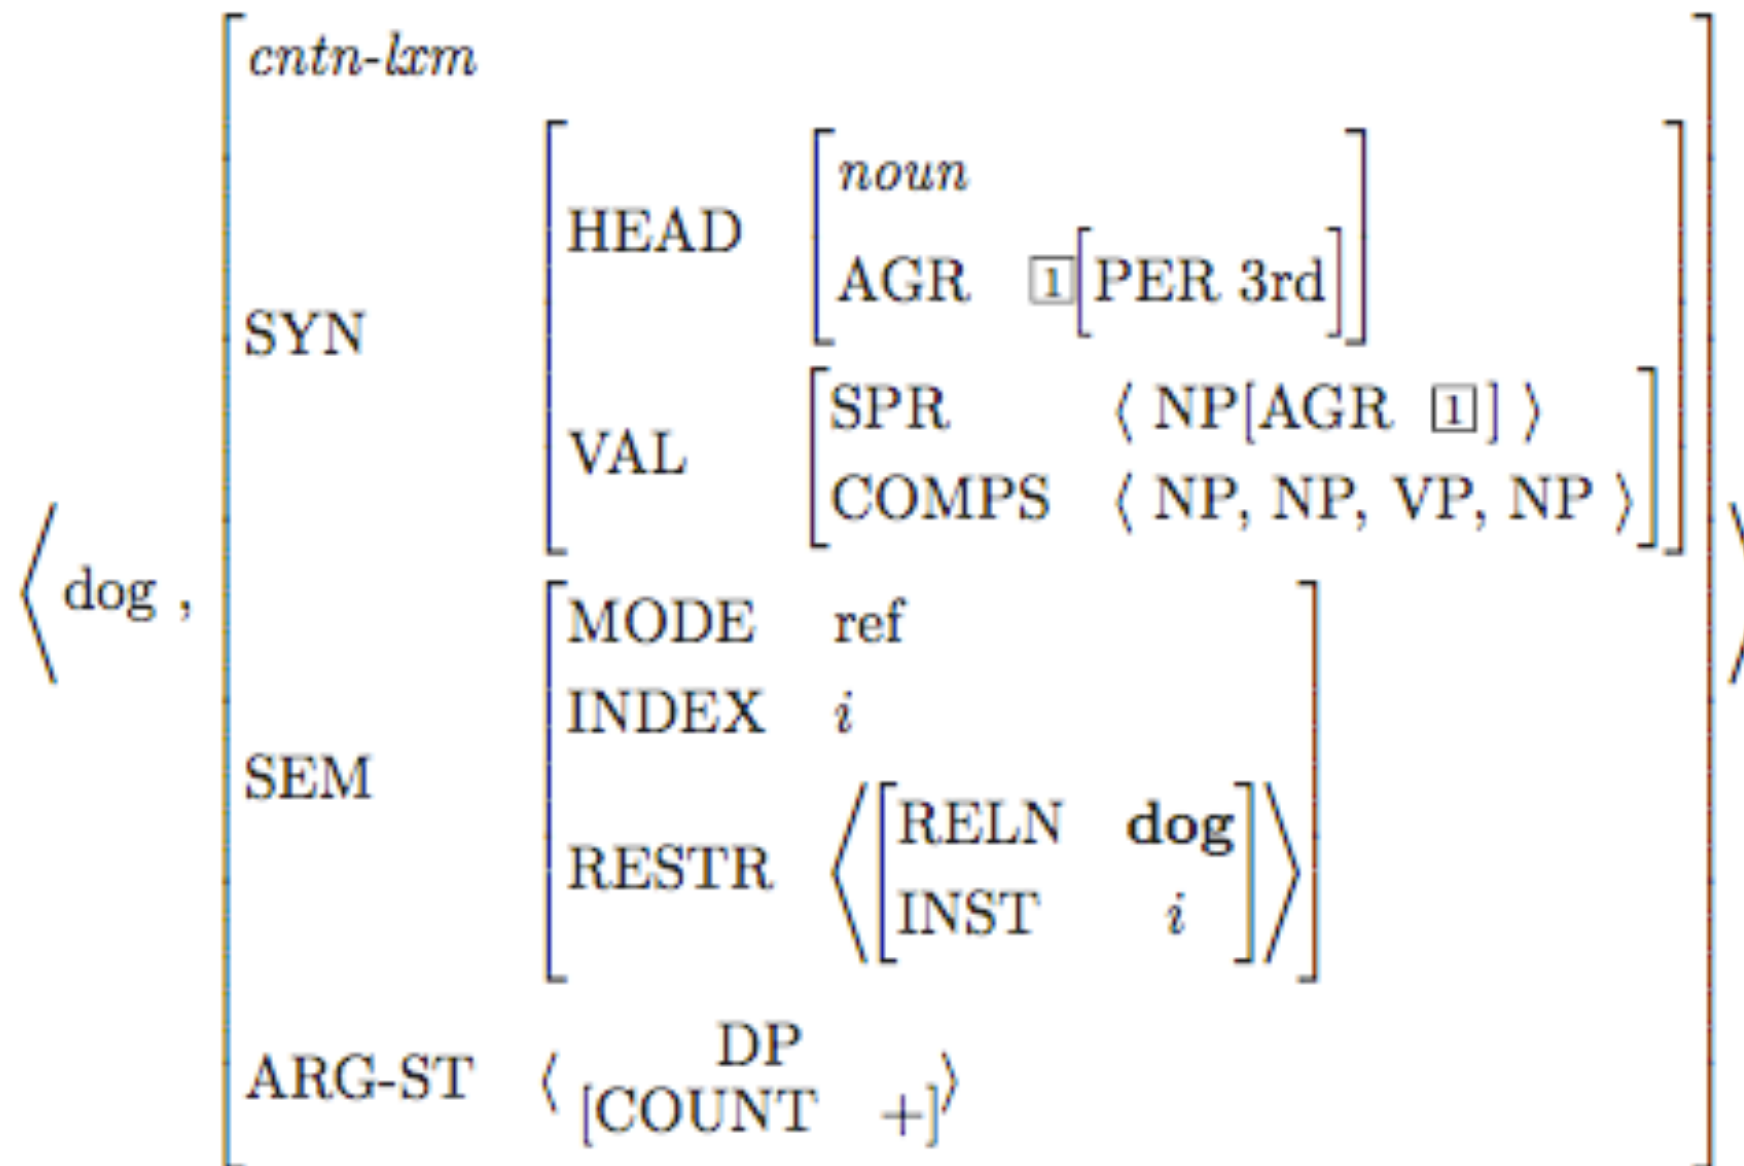 cntn-lxm
noun
HEAD
AGR 1[PER 3rd]
SYN
SPR ⟨ NP[AGR 1] ⟩
VAL
COMPS ⟨ NP, NP, VP, NP ⟩
⟨ dog , ⟩
MODE ref
INDEX i
SEM
RELN dog
RESTR ⟨ ⟩
INST i
DP
ARG-ST ⟨ ⟩
[COUNT +]